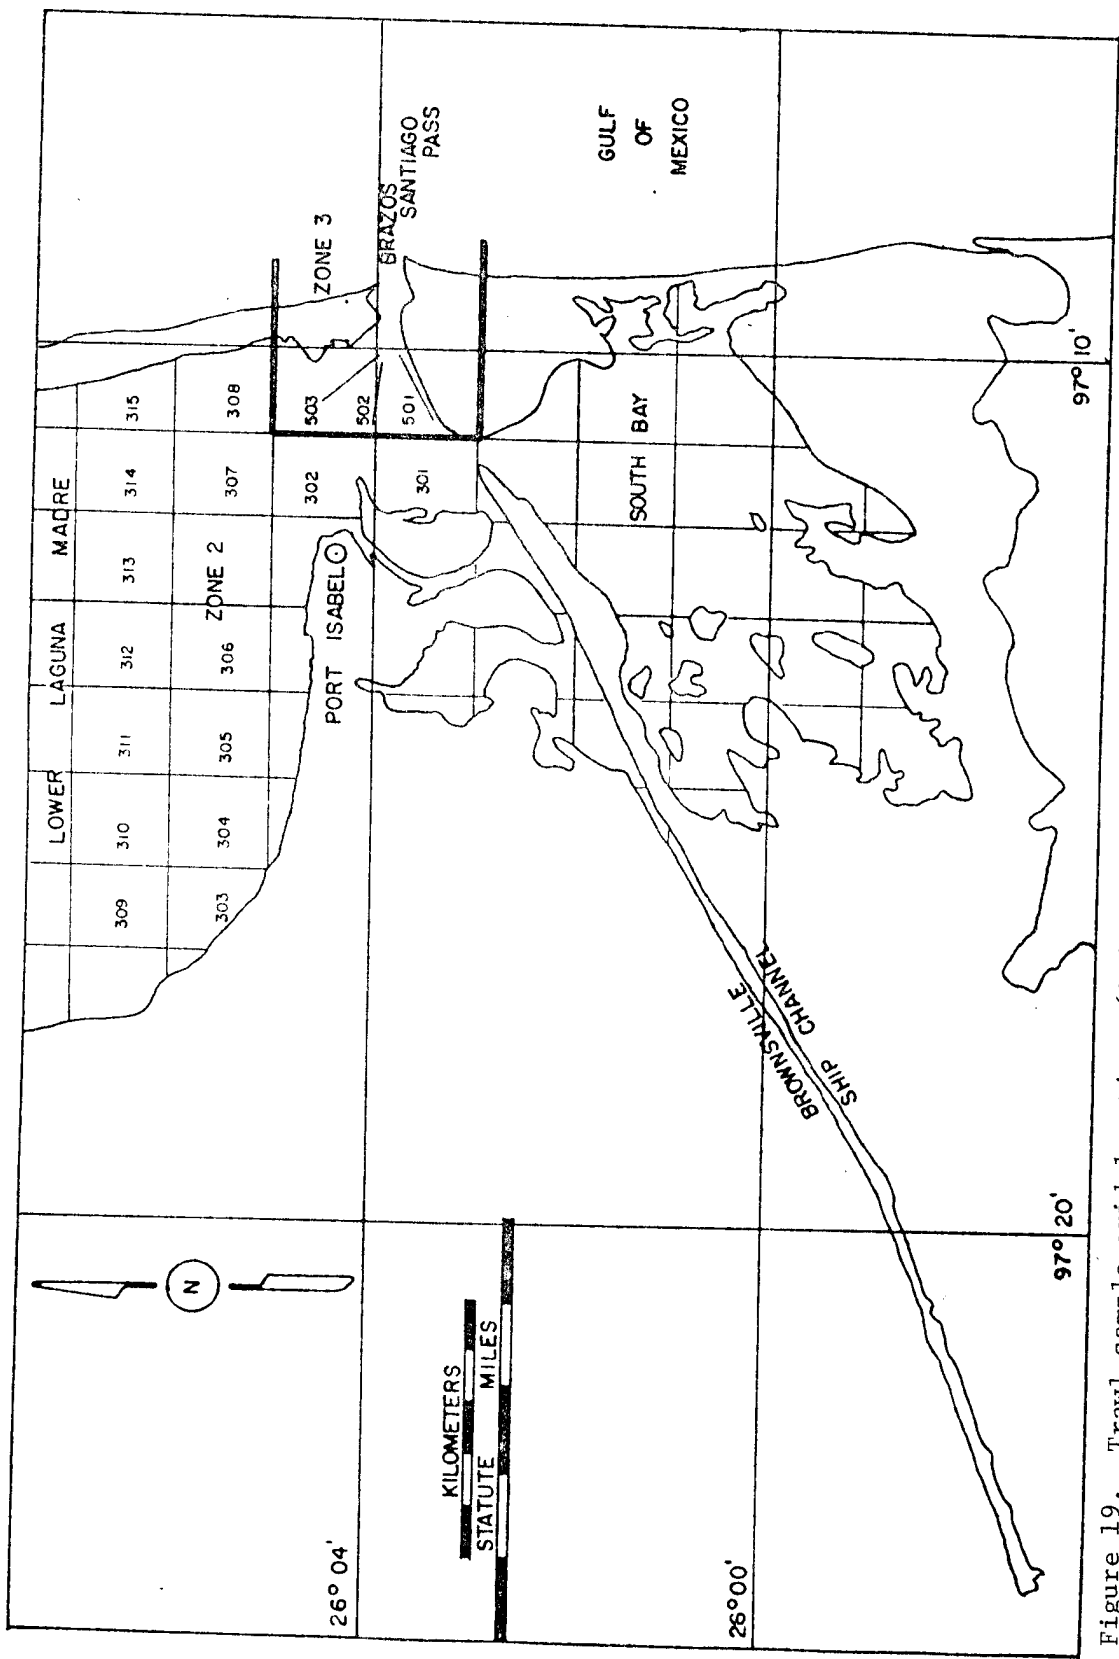 LOWER LAGUNA MADRE
309
310
311
312
313
314
315
303
304
305
306
307
308
ZONE 2
ZONE 3
302
503
502
501
301
PORT ISABEL
BRAZOS
SANTIAGO
PASS
GULF
OF
MEXICO
SOUTH BAY
BROWNSVILLE
SHIP CHANNEL
N
KILOMETERS
STATUTE MILES
26° 04'
26° 00'
97° 20'
97° 10'
Figure 19. Trawl sample